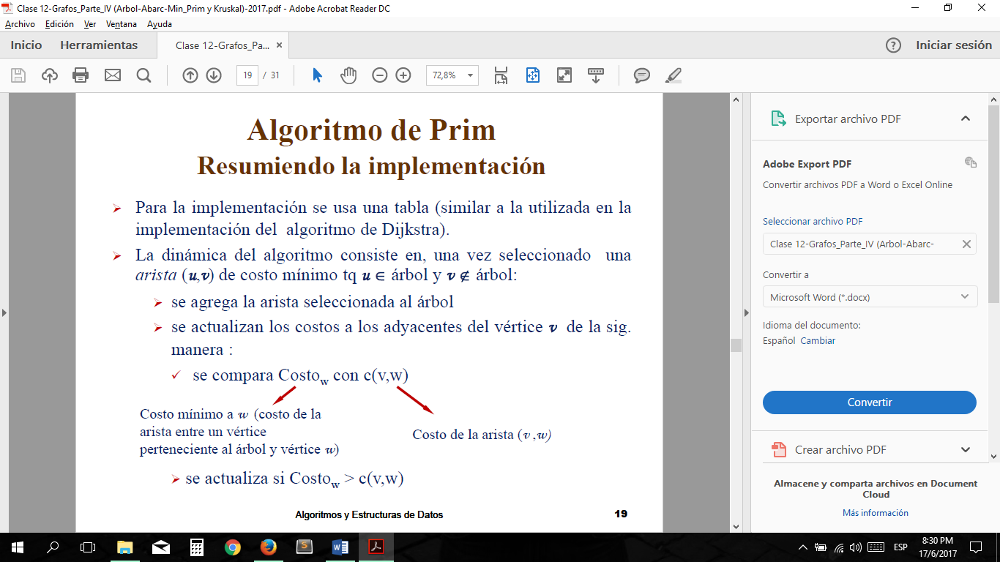 Clase 12-Grafos_Parte_IV (Arbol-Abarc-Min_Prim y Kruskal)-2017.pdf - Adobe Acrobat Reader DC
Archivo Edición Ver Ventana Ayuda
Inicio Herramientas Clase 12-Grafos_Pa... × ? Iniciar sesión
19 / 31 72,8%
Algoritmo de Prim
Resumiendo la implementación
Para la implementación se usa una tabla (similar a la utilizada en la
implementación del algoritmo de Dijkstra).
La dinámica del algoritmo consiste en, una vez seleccionado una
arista (u,v) de costo mínimo tq u ∈ árbol y v ∉ árbol:
se agrega la arista seleccionada al árbol
se actualizan los costos a los adyacentes del vértice v de la sig.
manera :
✓ se compara Costow con c(v,w)
Costo mínimo a w (costo de la
arista entre un vértice
perteneciente al árbol y vértice w)
Costo de la arista (v ,w)
se actualiza si Costow > c(v,w)
Algoritmos y Estructuras de Datos 19
Exportar archivo PDF
Adobe Export PDF
Convertir archivos PDF a Word o Excel Online
Seleccionar archivo PDF
Clase 12-Grafos_Parte_IV (Arbol-Abarc-
Convertir a
Microsoft Word (*.docx)
Idioma del documento:
Español Cambiar
Convertir
Crear archivo PDF
Almacene y comparta archivos en Document
Cloud
Más información
ESP
8:30 PM
17/6/2017